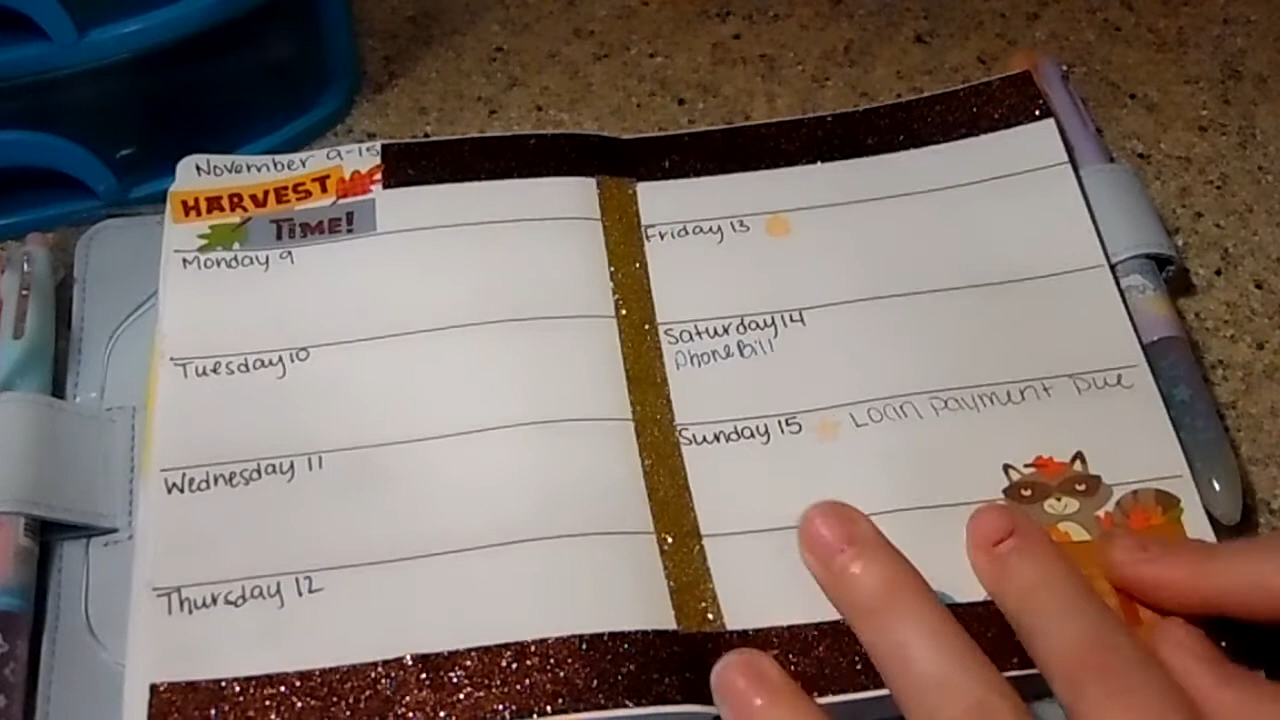 November 9-15
HARVEST
TIME!
Monday 9
Tuesday 10
Wednesday 11
Thursday 12
Friday 13
Saturday 14
Phone Bill
Sunday 15 Loan payment Due